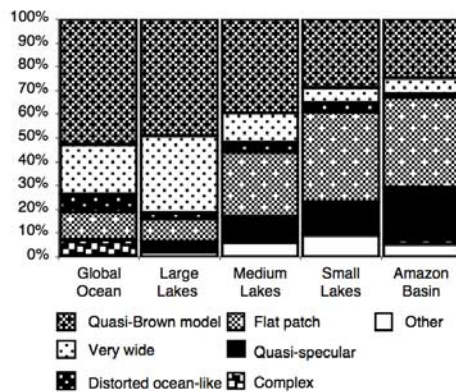 100%
90%
80%
70%
60%
50%
40%
30%
20%
10%
0%
Global Large Medium Small Amazon
Ocean Lakes Lakes Lakes Basin
Quasi-Brown model Flat patch Other
Very wide Quasi-specular
Distorted ocean-like Complex